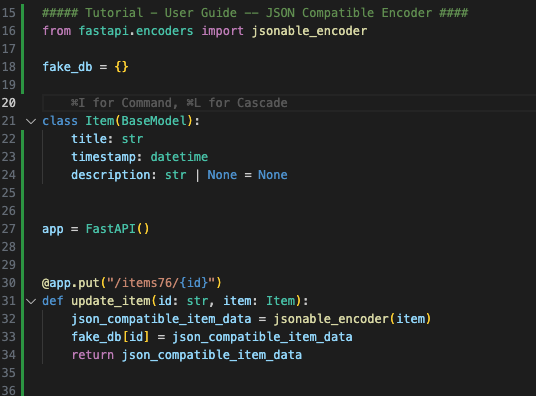 15 ##### Tutorial - User Guide -- JSON Compatible Encoder ####
16 from fastapi.encoders import jsonable_encoder
17
18 fake_db = {}
19
20 ⌘I for Command, ⌘L for Cascade
21 class Item(BaseModel):
22     title: str
23     timestamp: datetime
24     description: str | None = None
25
26
27 app = FastAPI()
28
29
30 @app.put("/items76/{id}")
31 def update_item(id: str, item: Item):
32     json_compatible_item_data = jsonable_encoder(item)
33     fake_db[id] = json_compatible_item_data
34     return json_compatible_item_data
35
36